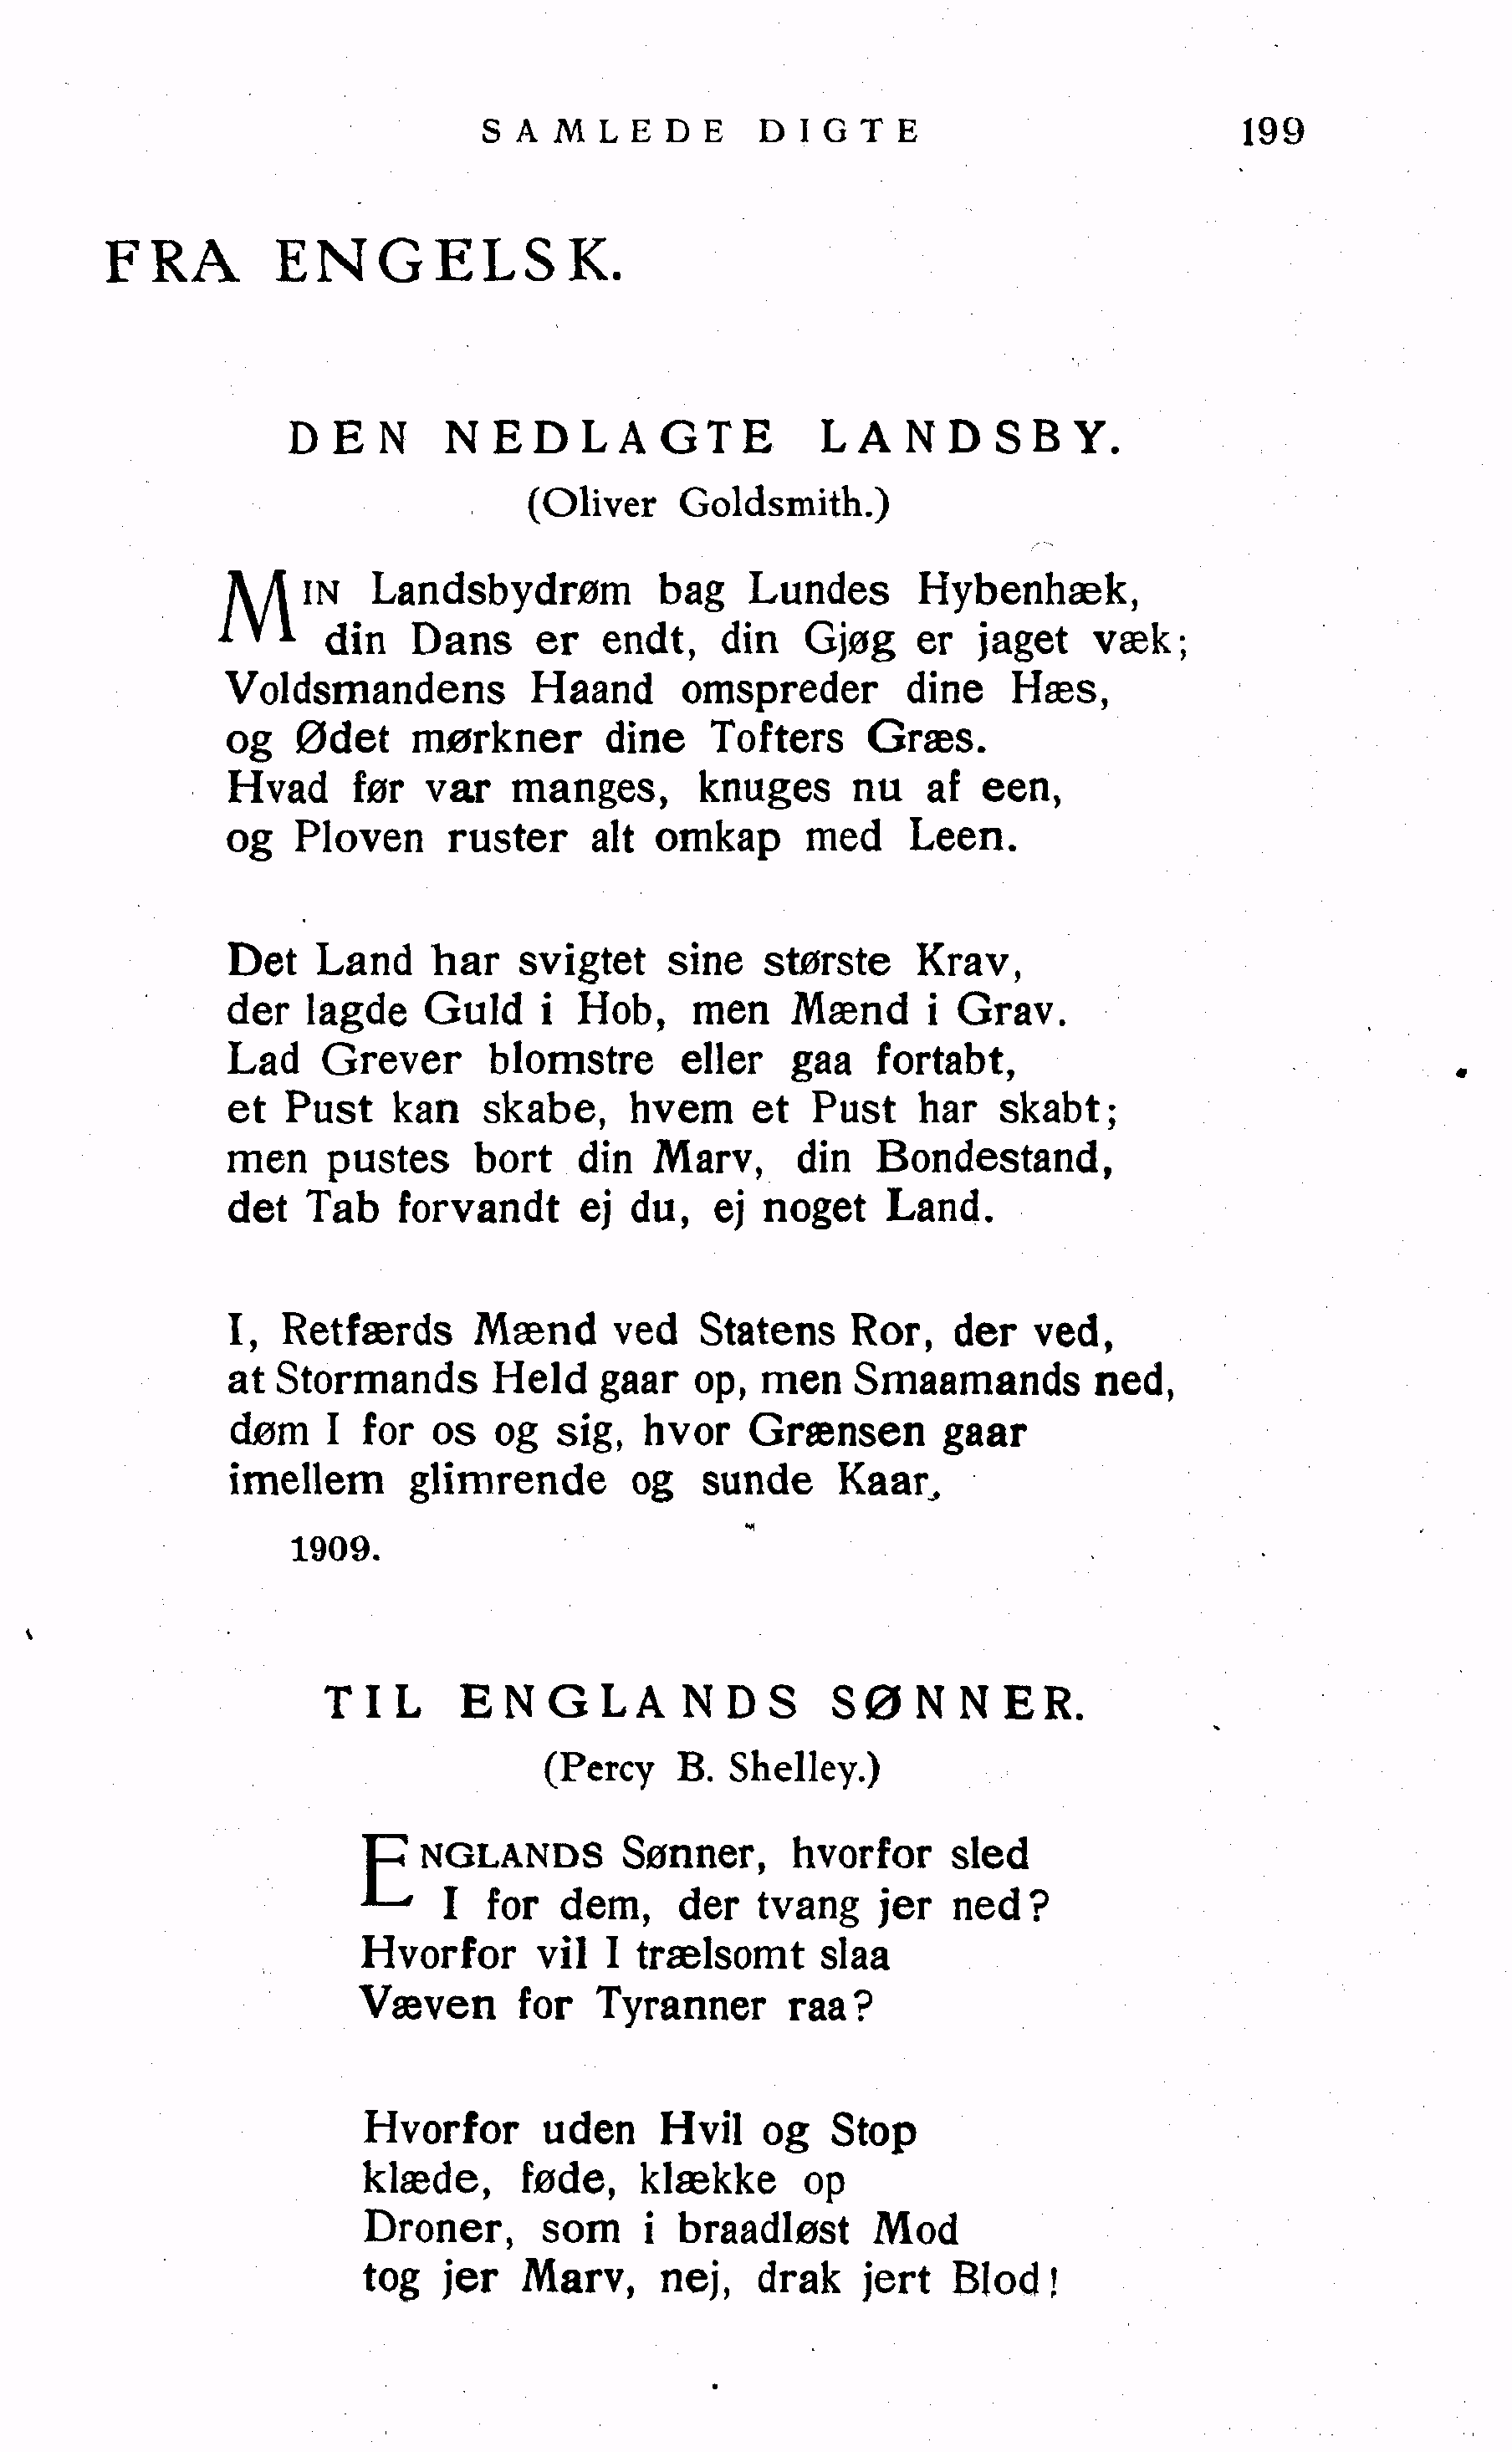 SAMLEDE DIGTE 199
FRA ENGELSK.
DEN NEDLAGTE LANDSBY.
(Oliver Goldsmith.)
MIN Landsbydrøm bag Lundes Hybenhæk,
din Dans er endt, din Gjøg er jaget væk;
Voldsmandens Haand omspreder dine Hæs,
og Ødet mørkner dine Tofters Græs.
Hvad før var manges, knuges nu af een,
og Ploven ruster alt omkap med Leen.
Det Land har svigtet sine største Krav,
der lagde Guld i Hob, men Mænd i Grav.
Lad Grever blomstre eller gaa fortabt,
et Pust kan skabe, hvem et Pust har skabt;
men pustes bort din Marv, din Bondestand,
det Tab forvandt ej du, ej noget Land.
I, Retfærds Mænd ved Statens Ror, der ved,
at Stormands Held gaar op, men Smaamands ned,
døm I for os og sig, hvor Grænsen gaar
imellem glimrende og sunde Kaar.
1909.
TIL ENGLANDS SØNNER.
(Percy B. Shelley.)
ENGLANDS Sønner, hvorfor sled
I for dem, der tvang jer ned?
Hvorfor vil I trælsomt slaa
Væven for Tyranner raa?
Hvorfor uden Hvil og Stop
klæde, føde, klække op
Droner, som i braadløst Mod
tog jer Marv, nej, drak jert Blod!